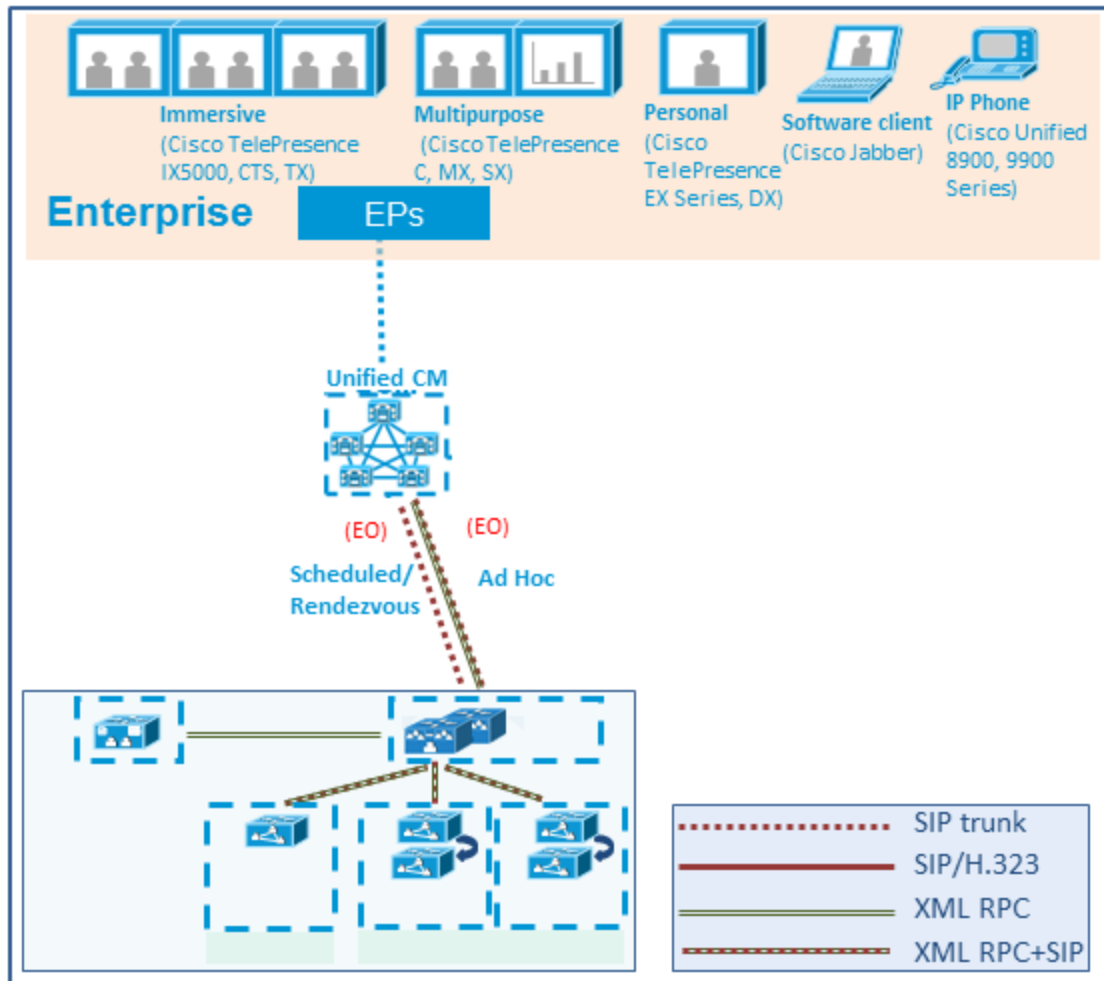 Immersive
(Cisco TelePresence
IX5000, CTS, TX)
Multipurpose
(Cisco TelePresence
C, MX, SX)
Personal
(Cisco
TelePresence
EX Series, DX)
Software client
(Cisco Jabber)
IP Phone
(Cisco Unified
8900, 9900
Series)
Enterprise
EPs
Unified CM
(EO)
(EO)
Scheduled/
Rendezvous
Ad Hoc
SIP trunk
SIP/H.323
XML RPC
XML RPC+SIP